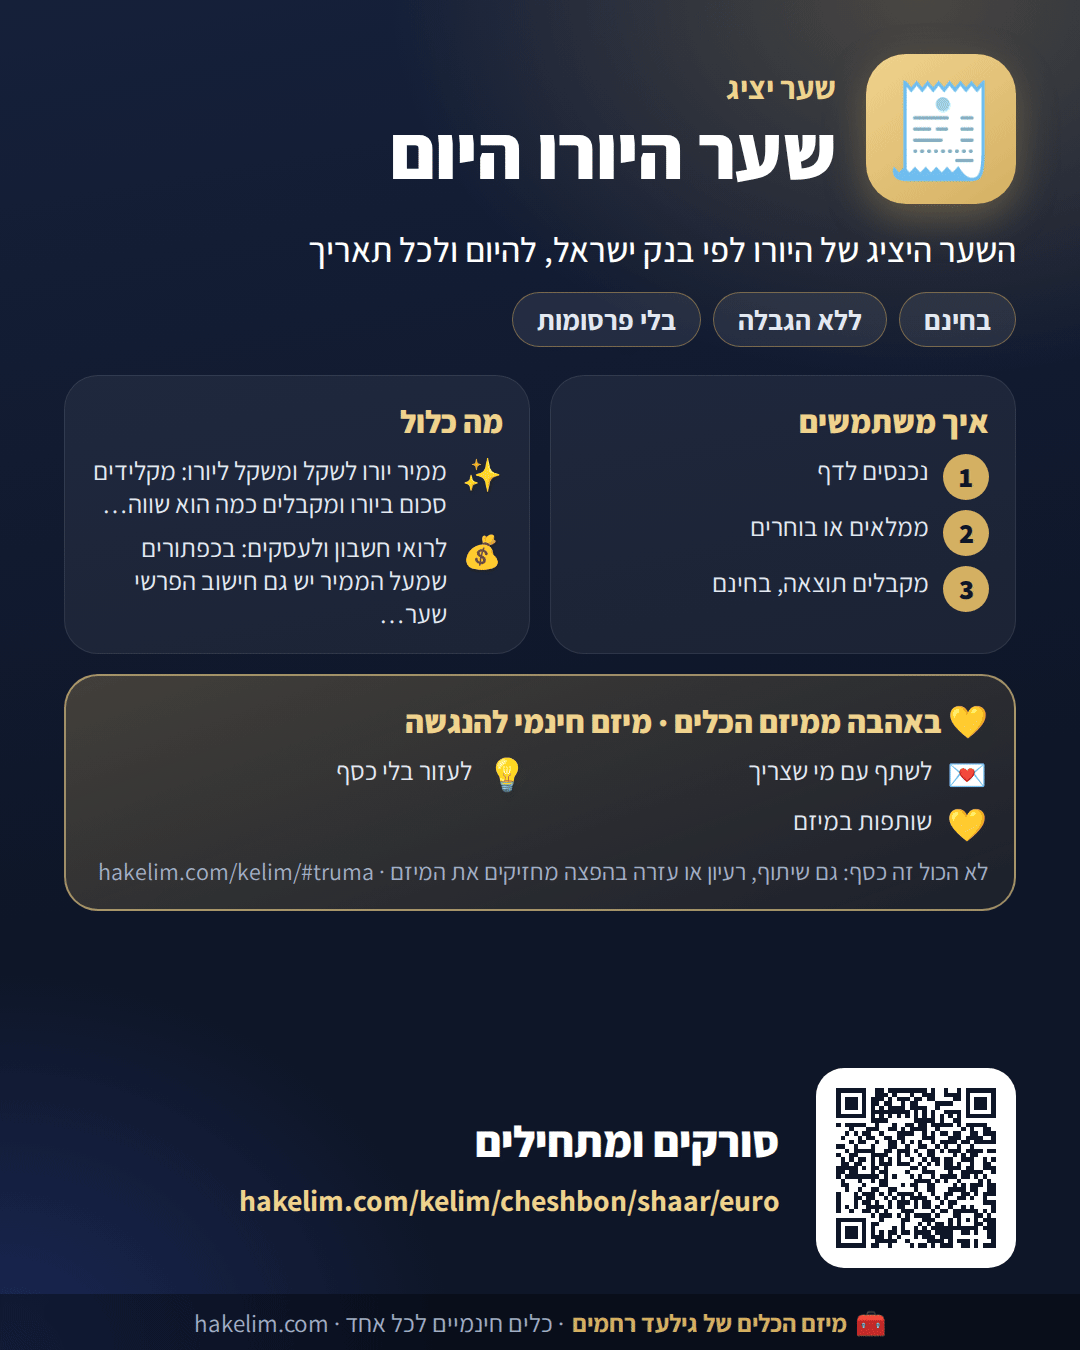 שער יציג
שער היורו היום
השער היציג של היורו לפי בנק ישראל, להיום ולכל תאריך
בחינם
ללא הגבלה
בלי פרסומות
איך משתמשים
1 נכנסים לדף
2 ממלאים או בוחרים
3 מקבלים תוצאה, בחינם
מה כלול
ממיר יורו לשקל ומשקל ליורו: מקלידים
סכום ביורו ומקבלים כמה הוא שווה…
לרואי חשבון ולעסקים: בכפתורים
שמעל הממיר יש גם חישוב הפרשי
שער…
באהבה ממיזם הכלים · מיזם חינמי להנגשה
לשתף עם מי שצריך
לעזור בלי כסף
שותפות במיזם
לא הכול זה כסף: גם שיתוף, רעיון או עזרה בהפצה מחזיקים את המיזם · hakelim.com/kelim/#truma
סורקים ומתחילים
hakelim.com/kelim/cheshbon/shaar/euro
מיזם הכלים של גילעד רחמים · כלים חינמיים לכל אחד · hakelim.com